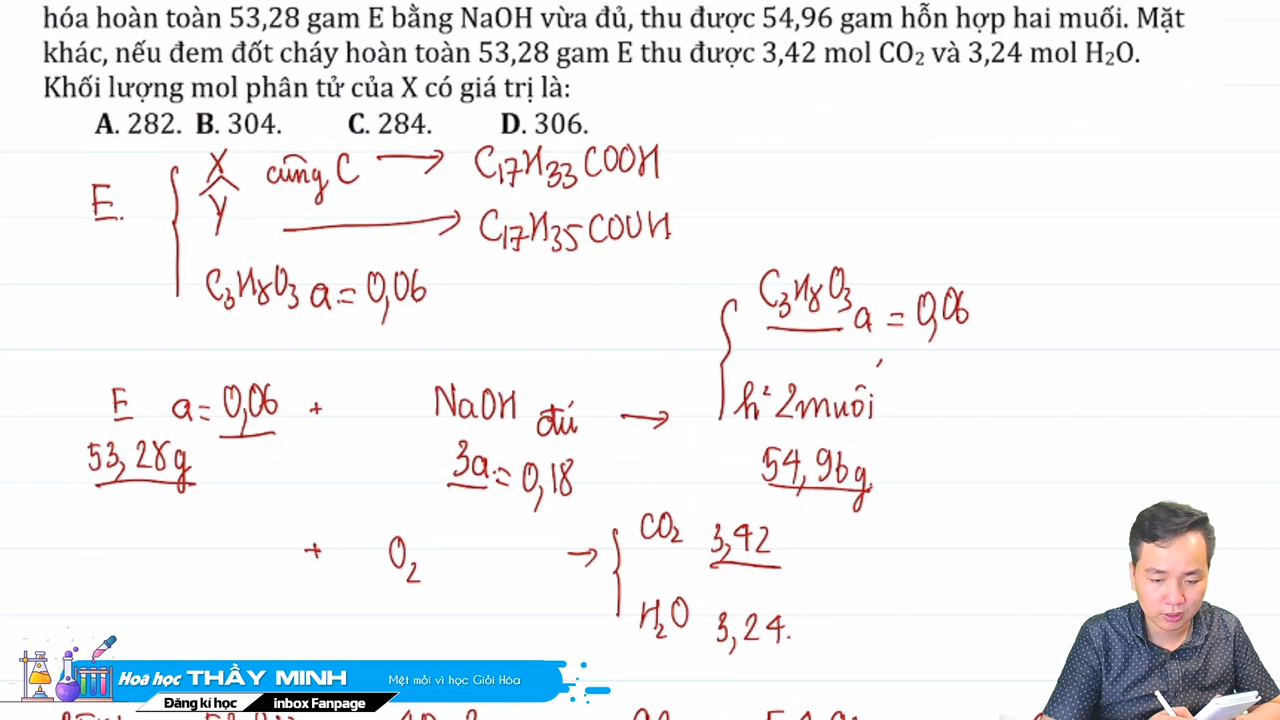 hóa hoàn toàn 53,28 gam E bằng NaOH vừa đủ, thu được 54,96 gam hỗn hợp hai muối. Mặt
khác, nếu đem đốt cháy hoàn toàn 53,28 gam E thu được 3,42 mol CO₂ và 3,24 mol H₂O.
Khối lượng mol phân tử của X có giá trị là:
A. 282. B. 304. C. 284. D. 306.
X cùng C → C₁₇H₃₃COOH
E.
Y → C₁₇H₃₅COOH
C₃H₈O₃ a = 0,06
C₃H₈O₃ a = 0,06
E a = 0,06 + NaOH đủ → h² 2 muối
53,28g 3a = 0,18 54,96g
+ O₂ → CO₂ 3,42
H₂O 3,24.
Hoá học THẦY MINH
Mệt mỏi vì học Giỏi Hóa
Đăng kí học inbox Fanpage